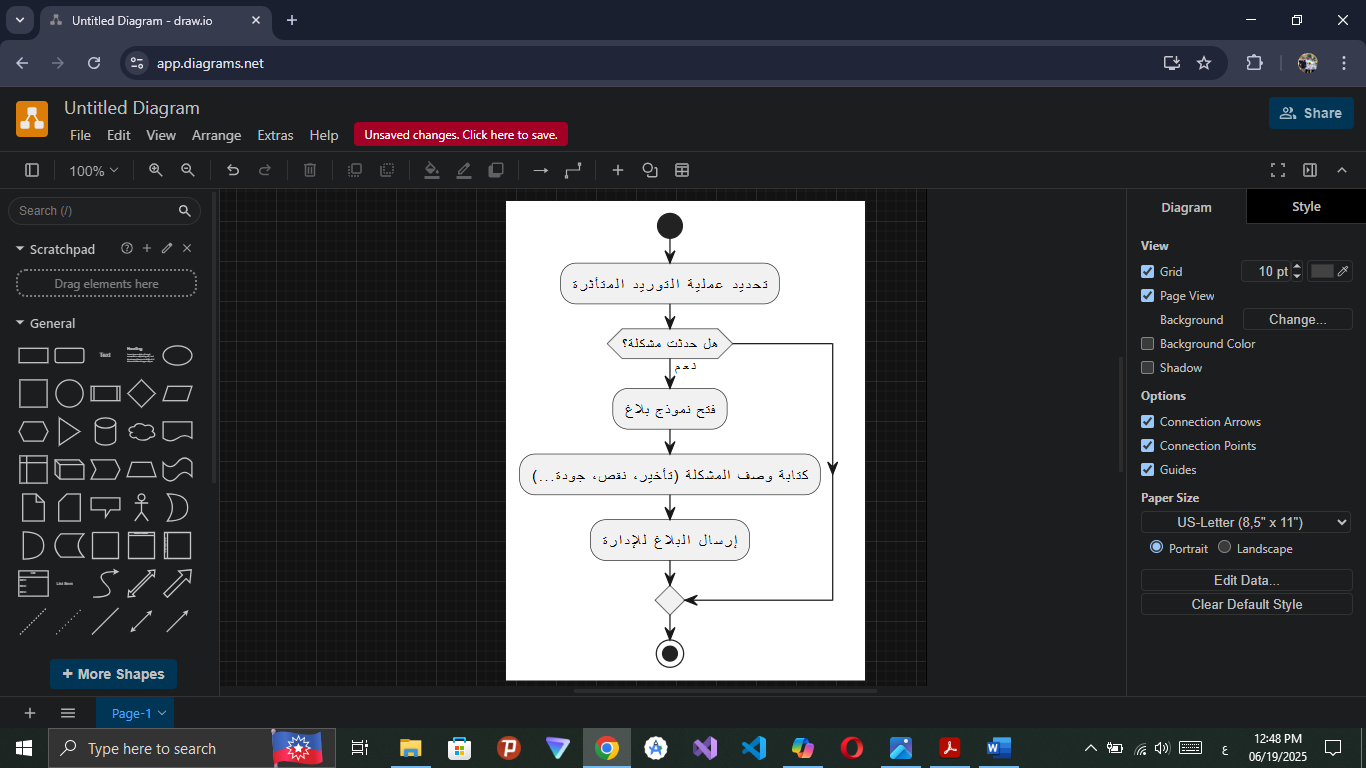 Untitled Diagram - draw.io
app.diagrams.net
Untitled Diagram
Share
File Edit View Arrange Extras Help Unsaved changes. Click here to save.
100%
Search (/)
Scratchpad
Drag elements here
General
Text
Heading
List Item
+ More Shapes
تحديد عملية التوريد المتأثرة
هل حدثت مشكلة؟
نعم
فتح نموذج بلاغ
كتابة وصف المشكلة (تأخير، نقص، جودة...)
إرسال البلاغ للإدارة
Diagram Style
View
Grid 10 pt
Page View
Background Change...
Background Color
Shadow
Options
Connection Arrows
Connection Points
Guides
Paper Size
US-Letter (8,5" x 11")
Portrait Landscape
Edit Data...
Clear Default Style
Page-1
Type here to search
ع
12:48 PM
06/19/2025